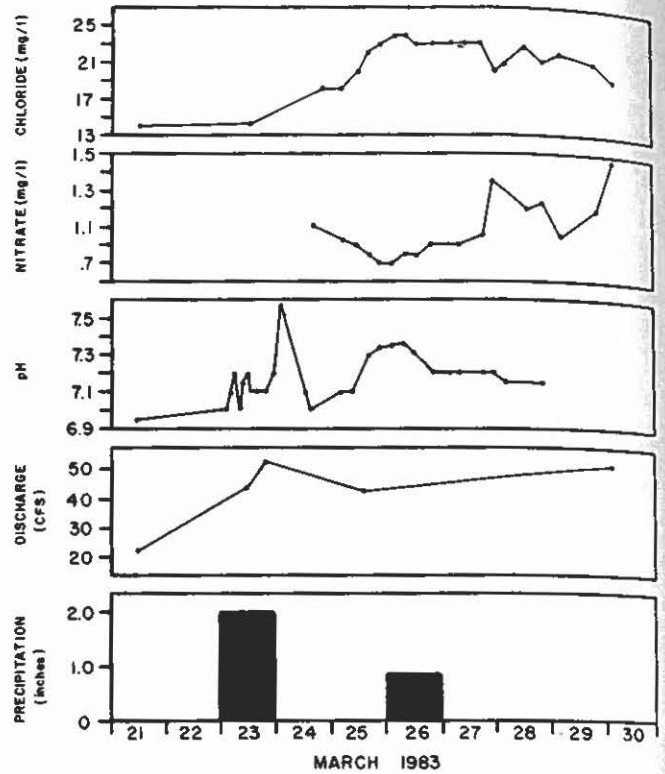 CHLORIDE (mg/l)
25
21
17
13
NITRATE (mg/l)
1.5
1.3
1.1
.7
pH
7.5
7.3
7.1
6.9
DISCHARGE
(CFS)
50
40
30
20
PRECIPITATION
(inches)
2.0
1.0
0
21 22 23 24 25 26 27 28 29 30
MARCH 1983